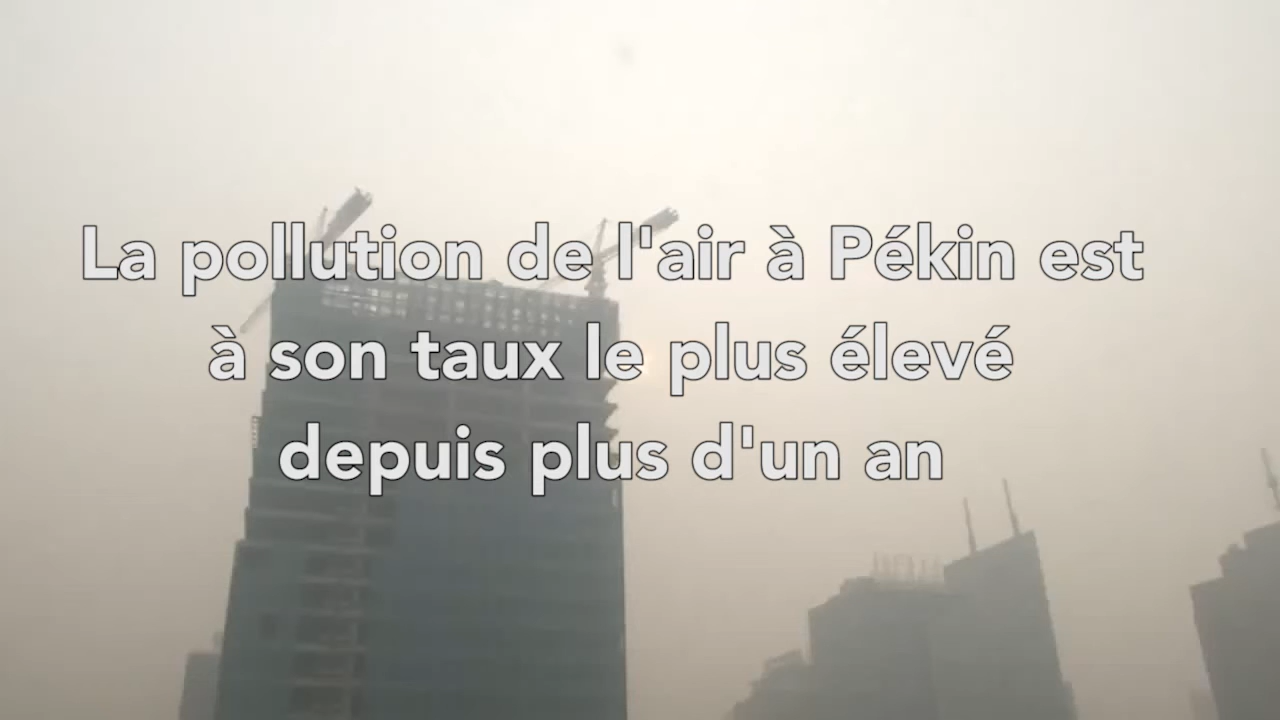 La pollution de l'air à Pékin est
à son taux le plus élevé
depuis plus d'un an